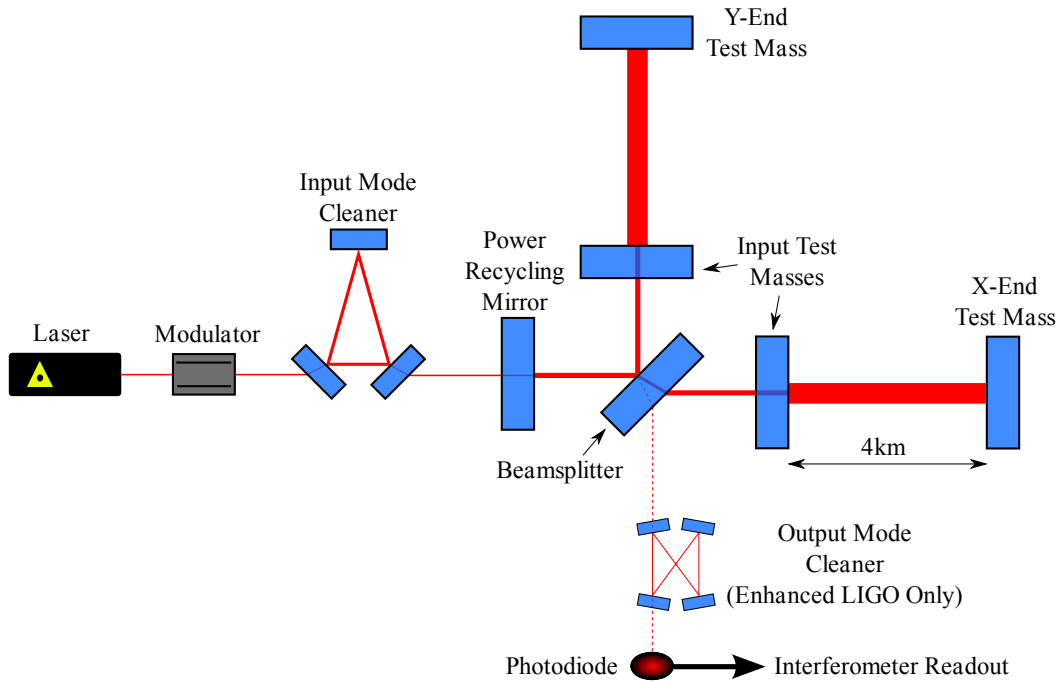 Y-End
Test Mass
Input Mode
Cleaner
Power
Recycling
Mirror
Input Test
Masses
X-End
Test Mass
Laser
Modulator
4km
Beamsplitter
Output Mode
Cleaner
(Enhanced LIGO Only)
Photodiode
Interferometer Readout